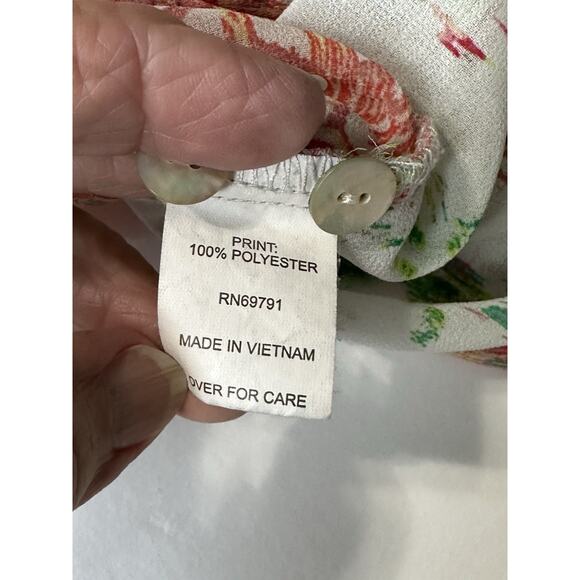 PRINT:
100% POLYESTER
RN69791
MADE IN VIETNAM
OVER FOR CARE